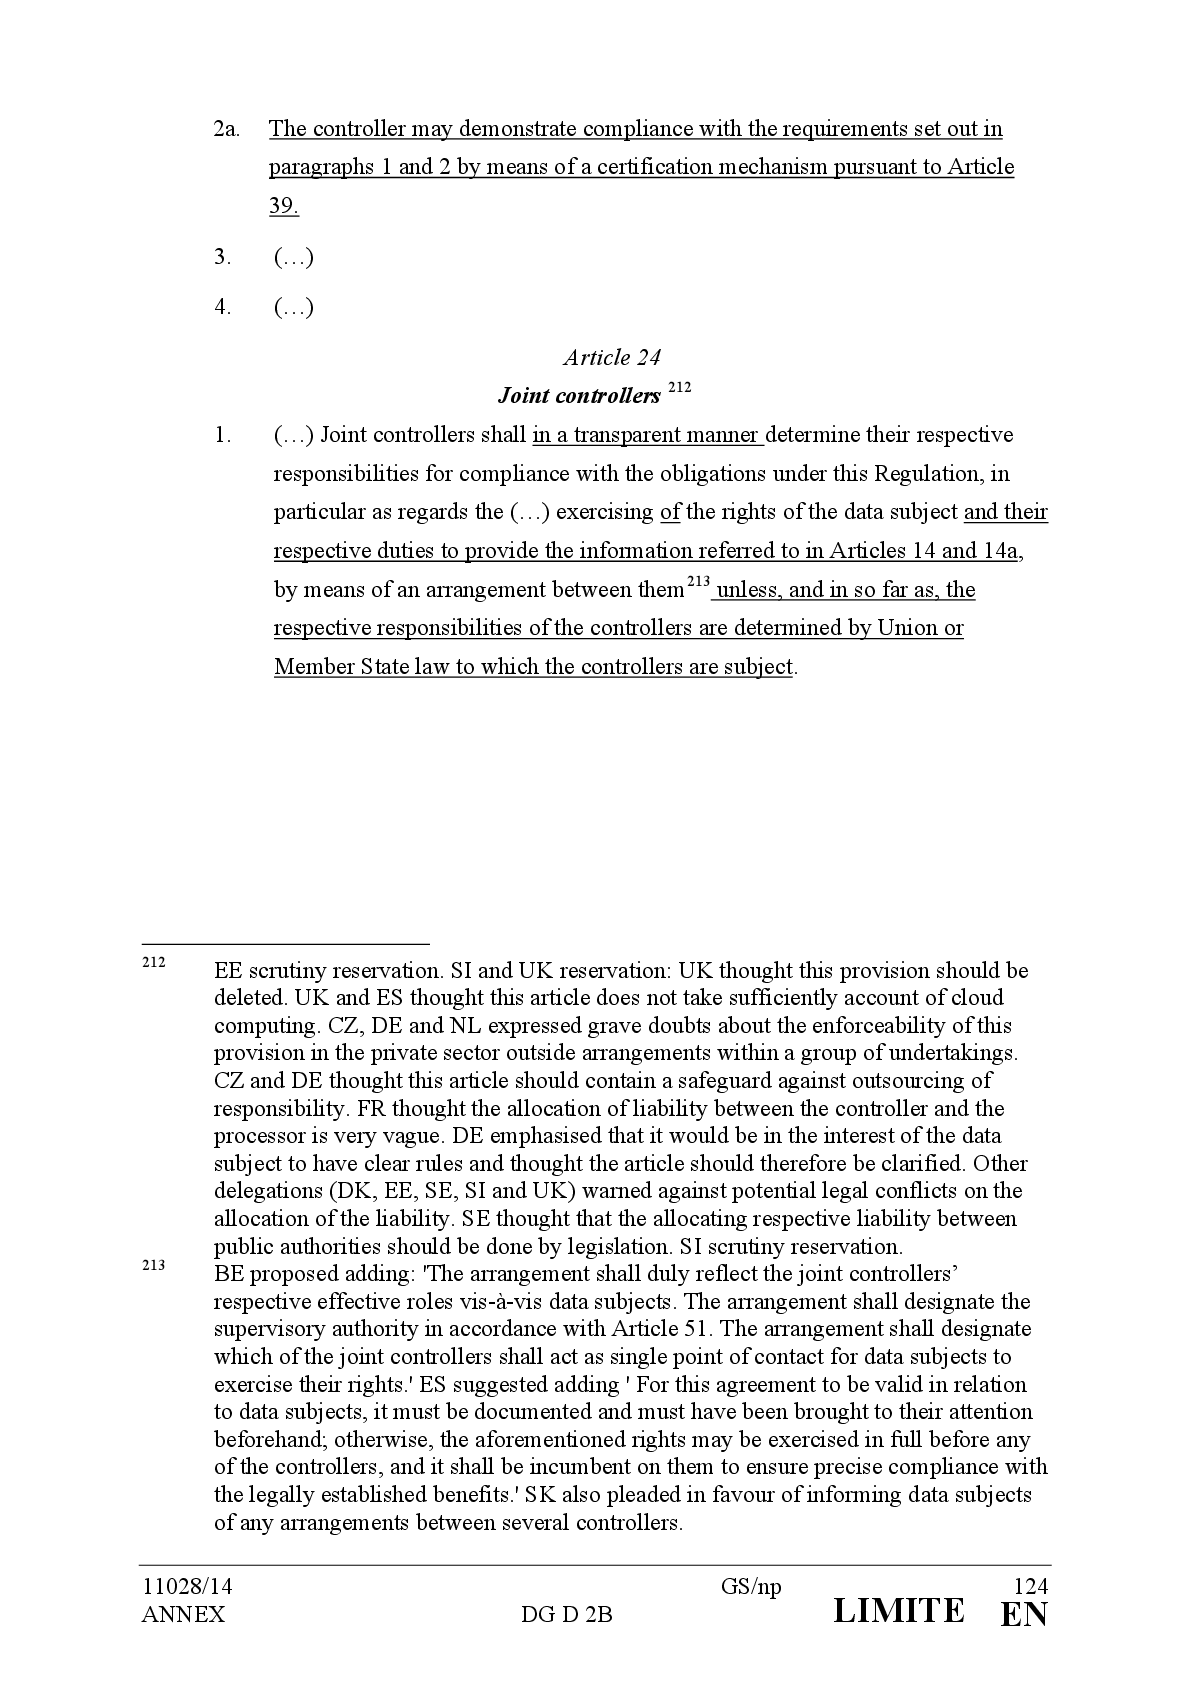 2a. The controller may demonstrate compliance with the requirements set out in
paragraphs 1 and 2 by means of a certification mechanism pursuant to Article
39.
3. (…)
4. (…)
Article 24
Joint controllers 212
1. (…) Joint controllers shall in a transparent manner determine their respective
responsibilities for compliance with the obligations under this Regulation, in
particular as regards the (…) exercising of the rights of the data subject and their
respective duties to provide the information referred to in Articles 14 and 14a,
by means of an arrangement between them213 unless, and in so far as, the
respective responsibilities of the controllers are determined by Union or
Member State law to which the controllers are subject.
212 EE scrutiny reservation. SI and UK reservation: UK thought this provision should be
deleted. UK and ES thought this article does not take sufficiently account of cloud
computing. CZ, DE and NL expressed grave doubts about the enforceability of this
provision in the private sector outside arrangements within a group of undertakings.
CZ and DE thought this article should contain a safeguard against outsourcing of
responsibility. FR thought the allocation of liability between the controller and the
processor is very vague. DE emphasised that it would be in the interest of the data
subject to have clear rules and thought the article should therefore be clarified. Other
delegations (DK, EE, SE, SI and UK) warned against potential legal conflicts on the
allocation of the liability. SE thought that the allocating respective liability between
public authorities should be done by legislation. SI scrutiny reservation.
213 BE proposed adding: 'The arrangement shall duly reflect the joint controllers’
respective effective roles vis-à-vis data subjects. The arrangement shall designate the
supervisory authority in accordance with Article 51. The arrangement shall designate
which of the joint controllers shall act as single point of contact for data subjects to
exercise their rights.' ES suggested adding ' For this agreement to be valid in relation
to data subjects, it must be documented and must have been brought to their attention
beforehand; otherwise, the aforementioned rights may be exercised in full before any
of the controllers, and it shall be incumbent on them to ensure precise compliance with
the legally established benefits.' SK also pleaded in favour of informing data subjects
of any arrangements between several controllers.
11028/14 GS/np 124
ANNEX DG D 2B LIMITE EN